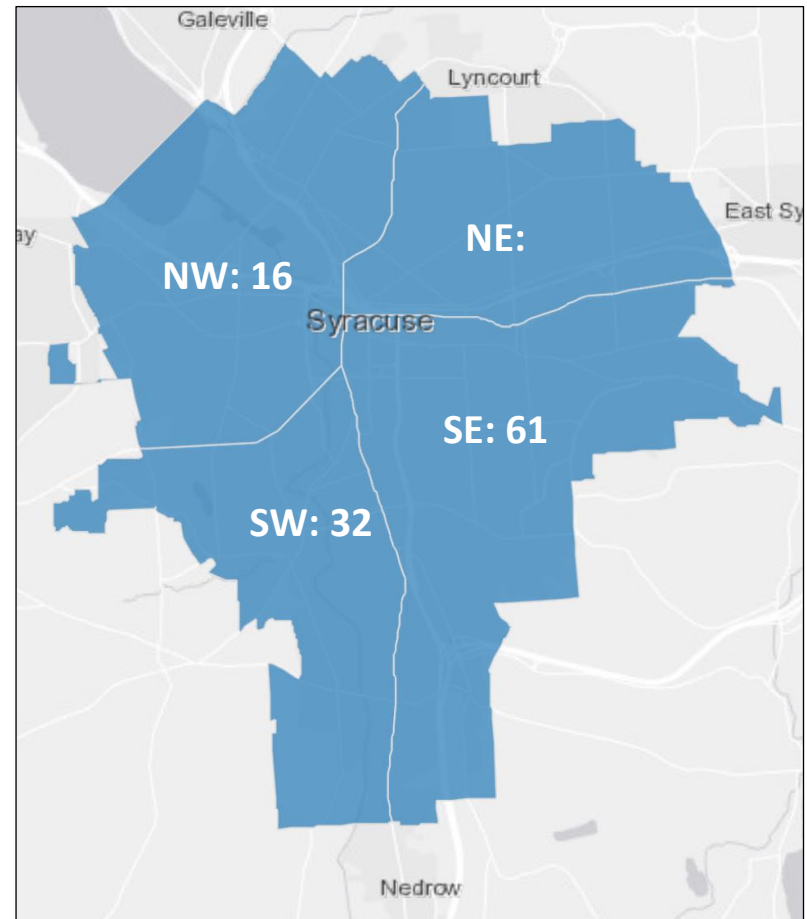 Galeville
Lyncourt
East Sy
ay
NE:
NW: 16
Syracuse
SE: 61
SW: 32
Nedrow